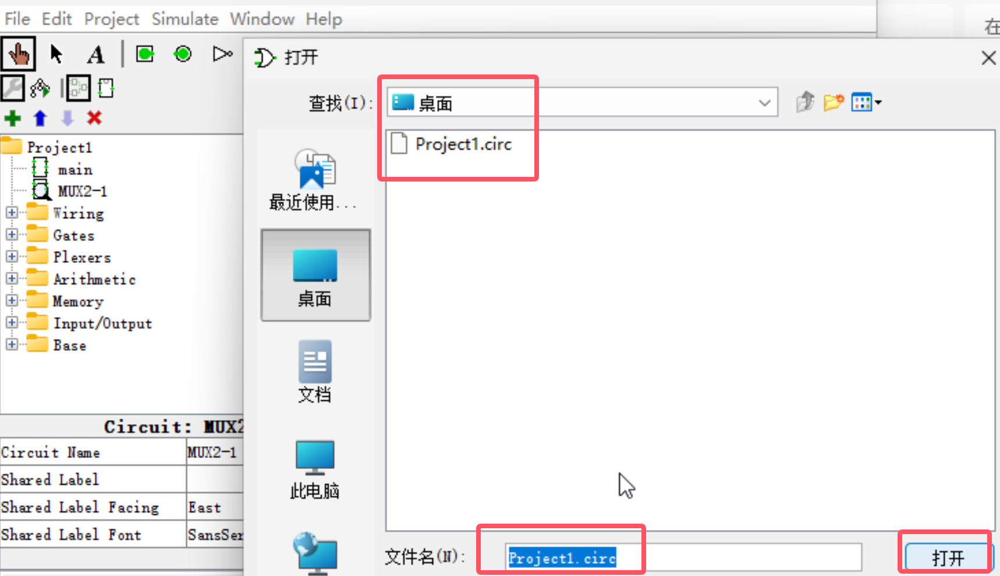 File Edit Project Simulate Window Help
在
A
打开
查找(I):
桌面
Project1.circ
Project1
main
MUX2-1
Wiring
Gates
Plexers
Arithmetic
Memory
Input/Output
Base
最近使用...
桌面
文档
此电脑
Circuit: MUX2
Circuit Name MUX2-1
Shared Label
Shared Label Facing East
Shared Label Font SansSer
文件名(N):
Project1.circ
打开